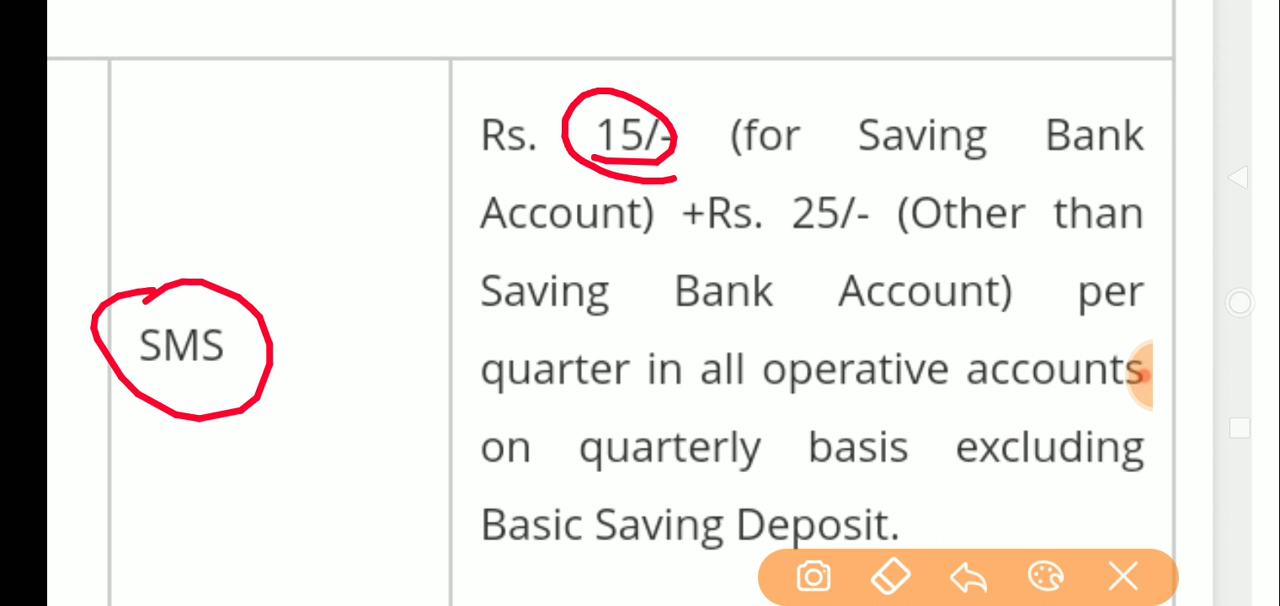 Rs. 15/- (for Saving Bank
Account) +Rs. 25/- (Other than
Saving Bank Account) per
SMS
quarter in all operative accounts
on quarterly basis excluding
Basic Saving Deposit.